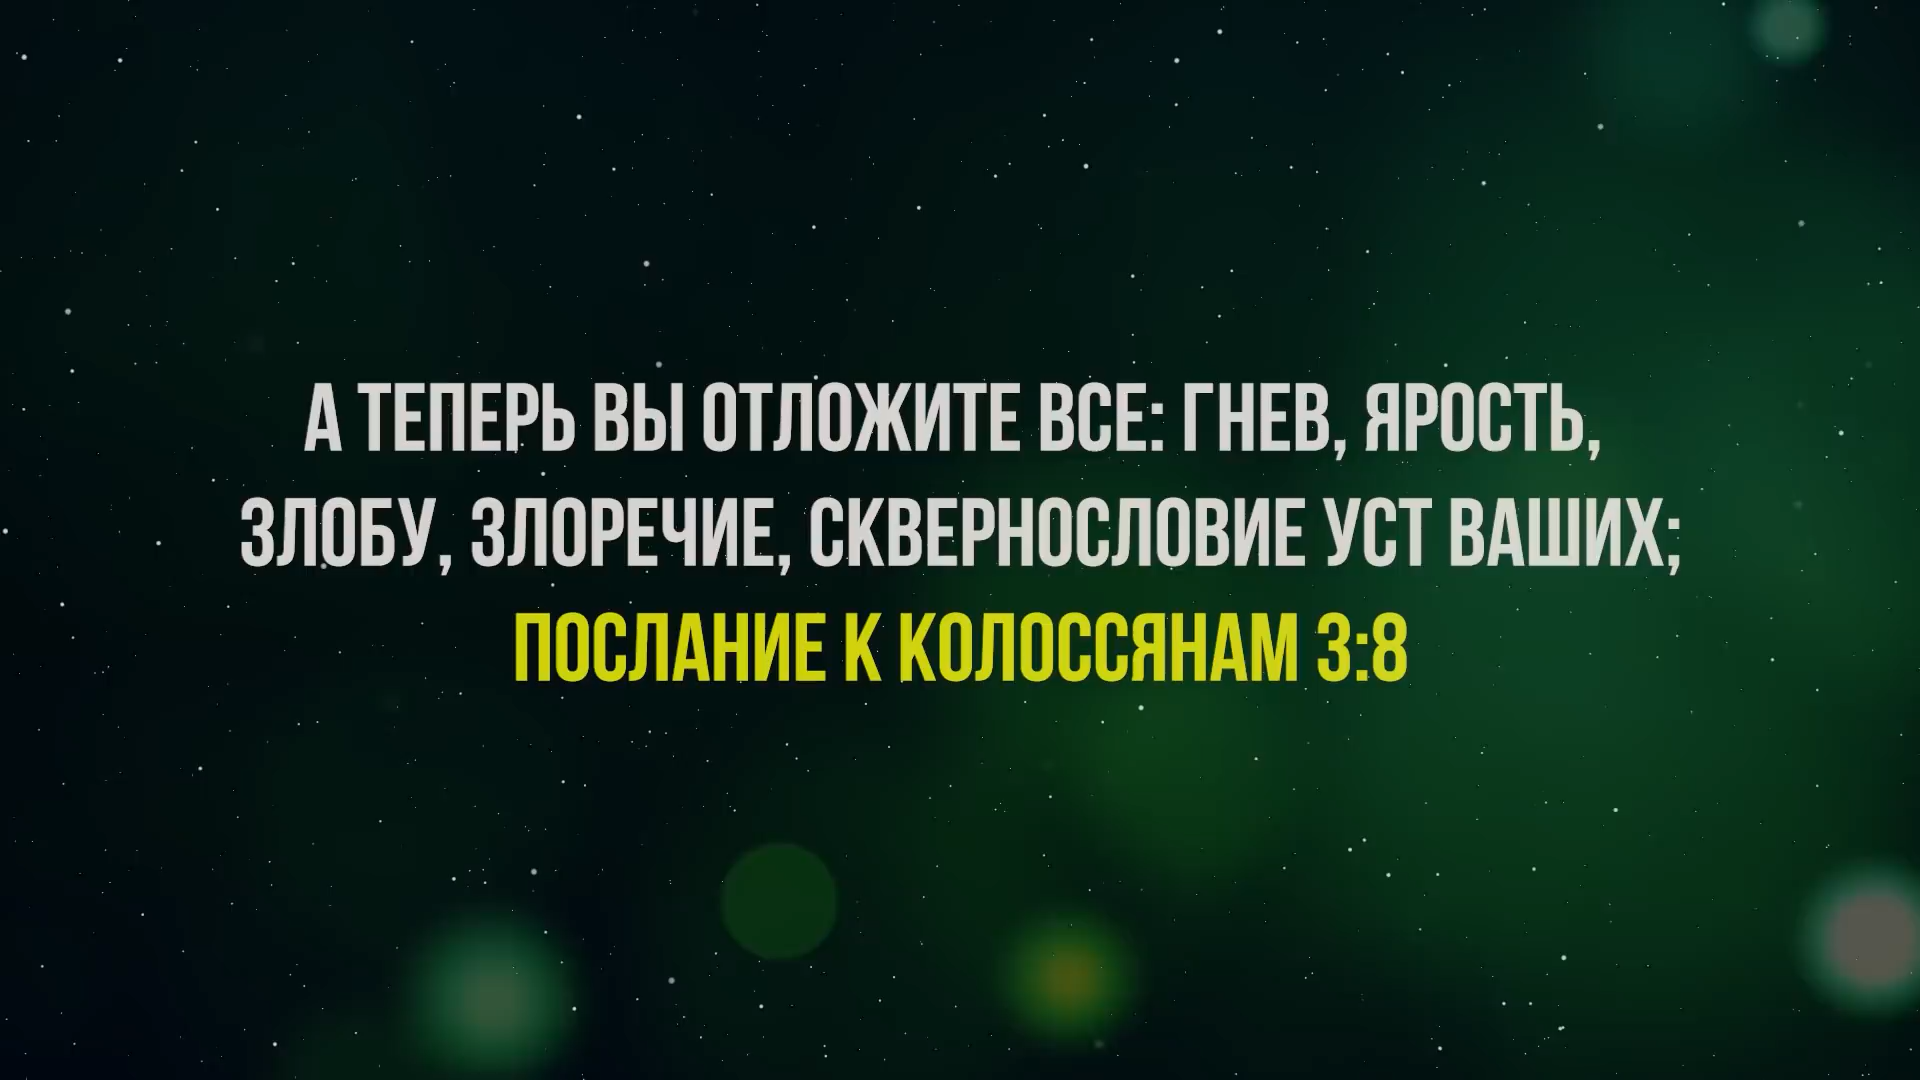 А ТЕПЕРЬ ВЫ ОТЛОЖИТЕ ВСЕ: ГНЕВ, ЯРОСТЬ,
ЗЛОБУ, ЗЛОРЕЧИЕ, СКВЕРНОСЛОВИЕ УСТ ВАШИХ;
ПОСЛАНИЕ К КОЛОССЯНАМ 3:8